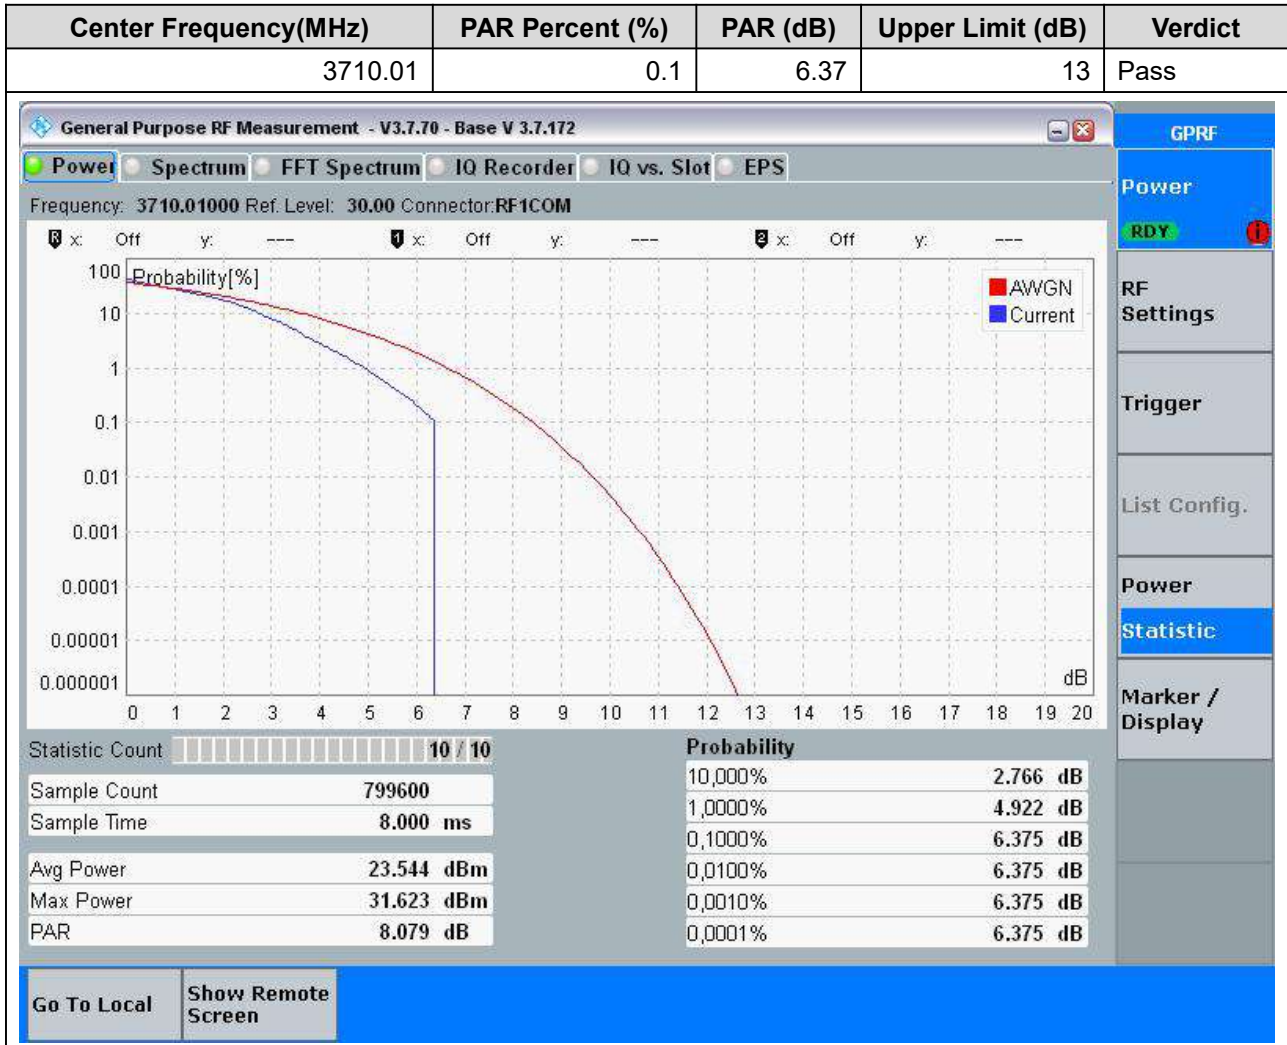 Center Frequency(MHz) PAR Percent (%) PAR (dB) Upper Limit (dB) Verdict
3710.01 0.1 6.37 13 Pass
General Purpose RF Measurement - V3.7.70 - Base V 3.7.172
GPRF
Power Spectrum FFT Spectrum IQ Recorder IQ vs. Slot EPS
Power
RDY
Frequency: 3710.01000 Ref. Level: 30.00 Connector:RF1COM
R x: Off y: --- 1 x: Off y: --- 2 x: Off y: ---
100 Probability[%]
AWGN
Current
10
1
0.1
0.01
0.001
0.0001
0.00001
0.000001
dB
0 1 2 3 4 5 6 7 8 9 10 11 12 13 14 15 16 17 18 19 20
RF
Settings
Trigger
List Config.
Power
Statistic
Marker /
Display
Statistic Count 10 / 10
Sample Count 799600
Sample Time 8.000 ms
Avg Power 23.544 dBm
Max Power 31.623 dBm
PAR 8.079 dB
Probability
10,000% 2.766 dB
1,0000% 4.922 dB
0,1000% 6.375 dB
0,0100% 6.375 dB
0,0010% 6.375 dB
0,0001% 6.375 dB
Go To Local
Show Remote
Screen